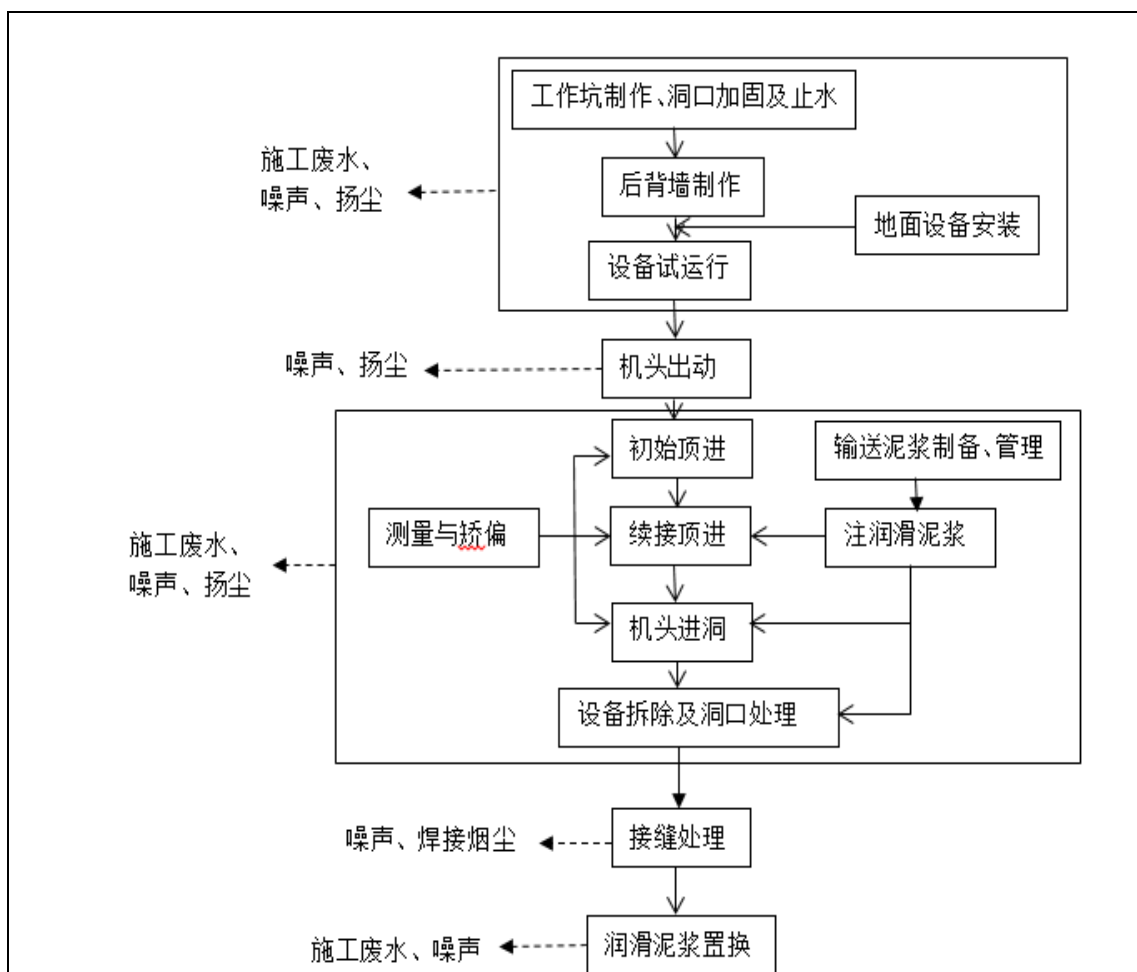 工作坑制作、洞口加固及止水
施工废水、
噪声、扬尘
后背墙制作
地面设备安装
设备试运行
噪声、扬尘
机头出动
初始顶进
输送泥浆制备、管理
测量与矫偏
续接顶进
注润滑泥浆
施工废水、
噪声、扬尘
机头进洞
设备拆除及洞口处理
噪声、焊接烟尘
接缝处理
施工废水、噪声
润滑泥浆置换